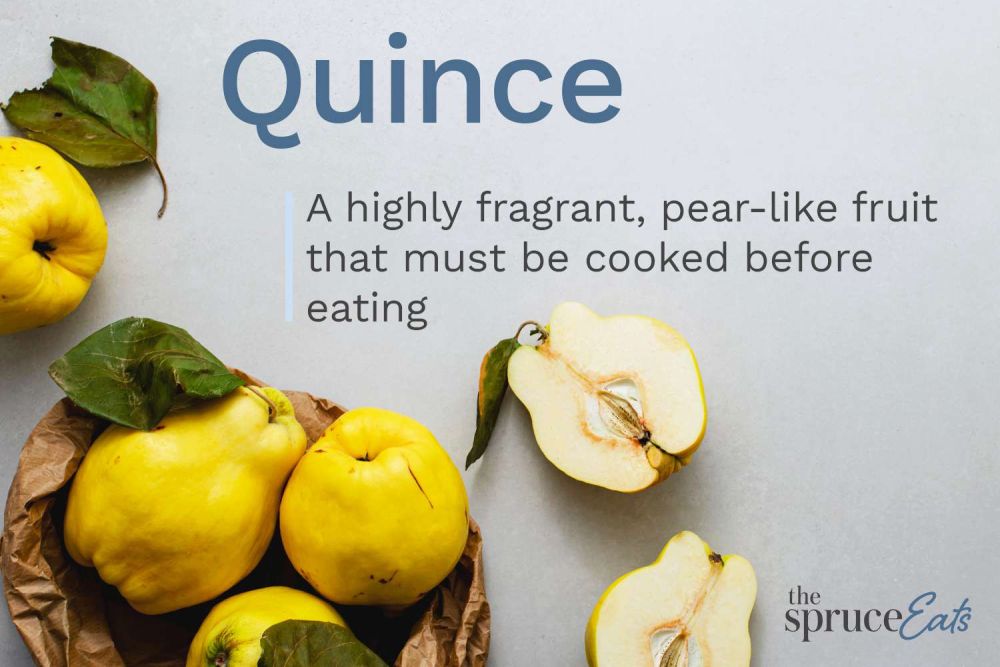 Quince
A highly fragrant, pear-like fruit
that must be cooked before
eating
the
spruceEats